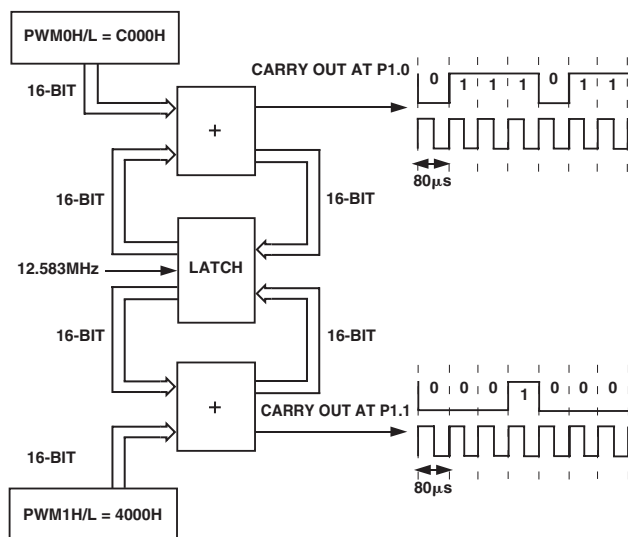 PWM0H/L = C000H
16-BIT
CARRY OUT AT P1.0
0 1 1 1 0 1 1
+
80μs
16-BIT
16-BIT
12.583MHz
LATCH
16-BIT
16-BIT
0 0 0 1 0 0 0
+
CARRY OUT AT P1.1
16-BIT
80μs
PWM1H/L = 4000H